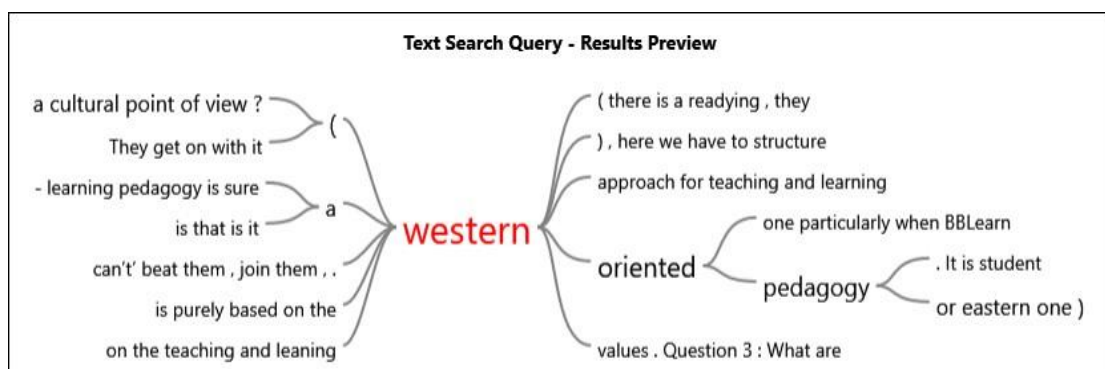 Text Search Query - Results Preview
a cultural point of view ?
They get on with it
(
- learning pedagogy is sure
is that is it
a
can't' beat them , join them , .
is purely based on the
on the teaching and leaning
western
( there is a readying , they
) , here we have to structure
approach for teaching and learning
oriented
one particularly when BBLearn
pedagogy
. It is student
or eastern one )
values . Question 3 : What are